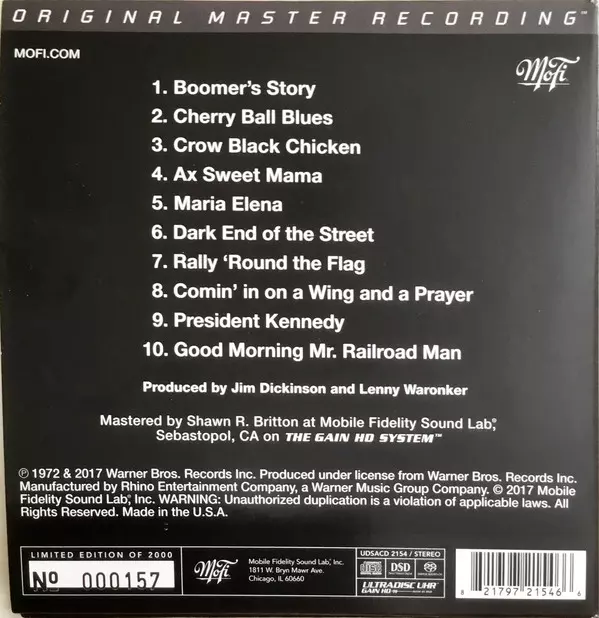 ORIGINAL MASTER RECORDING™
MOFI.COM
MoFi
1. Boomer's Story
2. Cherry Ball Blues
3. Crow Black Chicken
4. Ax Sweet Mama
5. Maria Elena
6. Dark End of the Street
7. Rally ‘Round the Flag
8. Comin’ in on a Wing and a Prayer
9. President Kennedy
10. Good Morning Mr. Railroad Man
Produced by Jim Dickinson and Lenny Waronker
Mastered by Shawn R. Britton at Mobile Fidelity Sound Lab®,
Sebastopol, CA on THE GAIN HD SYSTEM™
℗ 1972 & 2017 Warner Bros. Records Inc. Produced under license from Warner Bros. Records Inc.
Manufactured by Rhino Entertainment Company, a Warner Music Group Company. © 2017 Mobile
Fidelity Sound Lab®, Inc. WARNING: Unauthorized duplication is a violation of applicable laws. All
Rights Reserved. Made in the U.S.A.
LIMITED EDITION OF 2000
No 000157
MoFi
Mobile Fidelity Sound Lab®, Inc.
1811 W. Bryn Mawr Ave.
Chicago, IL 60660
UDSACD 2154 / STEREO
DSD
ULTRADISC UHR™
GAIN HD
8 21797 21546 6